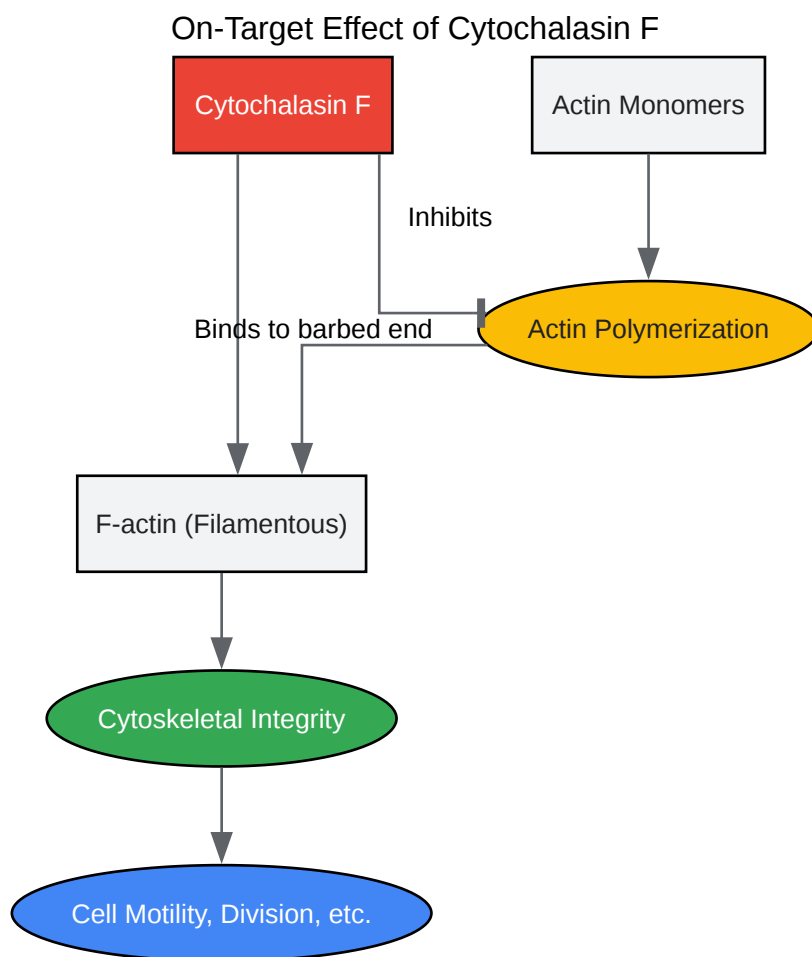 On-Target Effect of Cytochalasin F
Cytochalasin F
Actin Monomers
Inhibits
Binds to barbed end
Actin Polymerization
F-actin (Filamentous)
Cytoskeletal Integrity
Cell Motility, Division, etc.